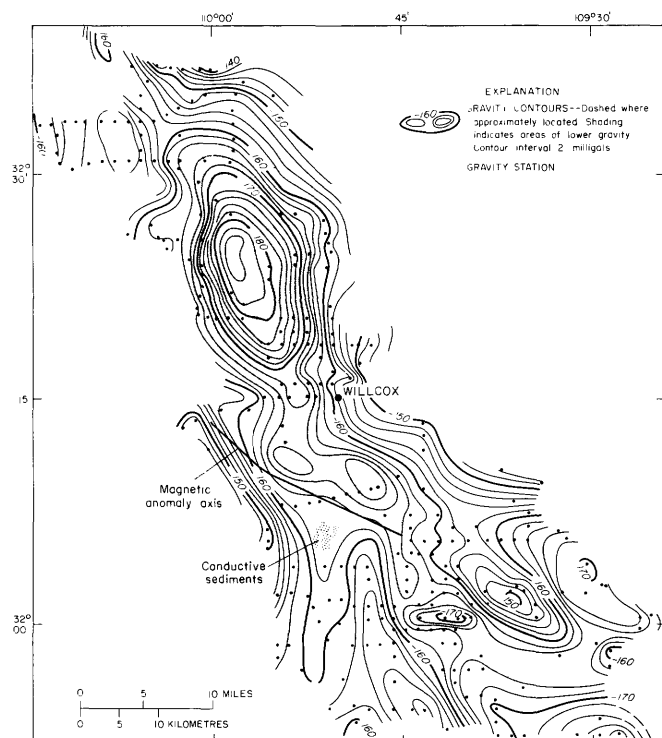 110°00'
45'
109°30'
160
140
150
EXPLANATION
-160
GRAVITY CONTOURS--Dashed where
approximately located Shading
indicates areas of lower gravity
Contour interval 2 milligals
GRAVITY STATION
160
32°
30'
170
180
WILLCOX
15'
-150
-160
Magnetic
anomaly axis
160
150
Conductive
sediments
-170
160
150
-170
32°
00'
-160
-160
-170
160
0 5 10 MILES
0 5 10 KILOMETRES